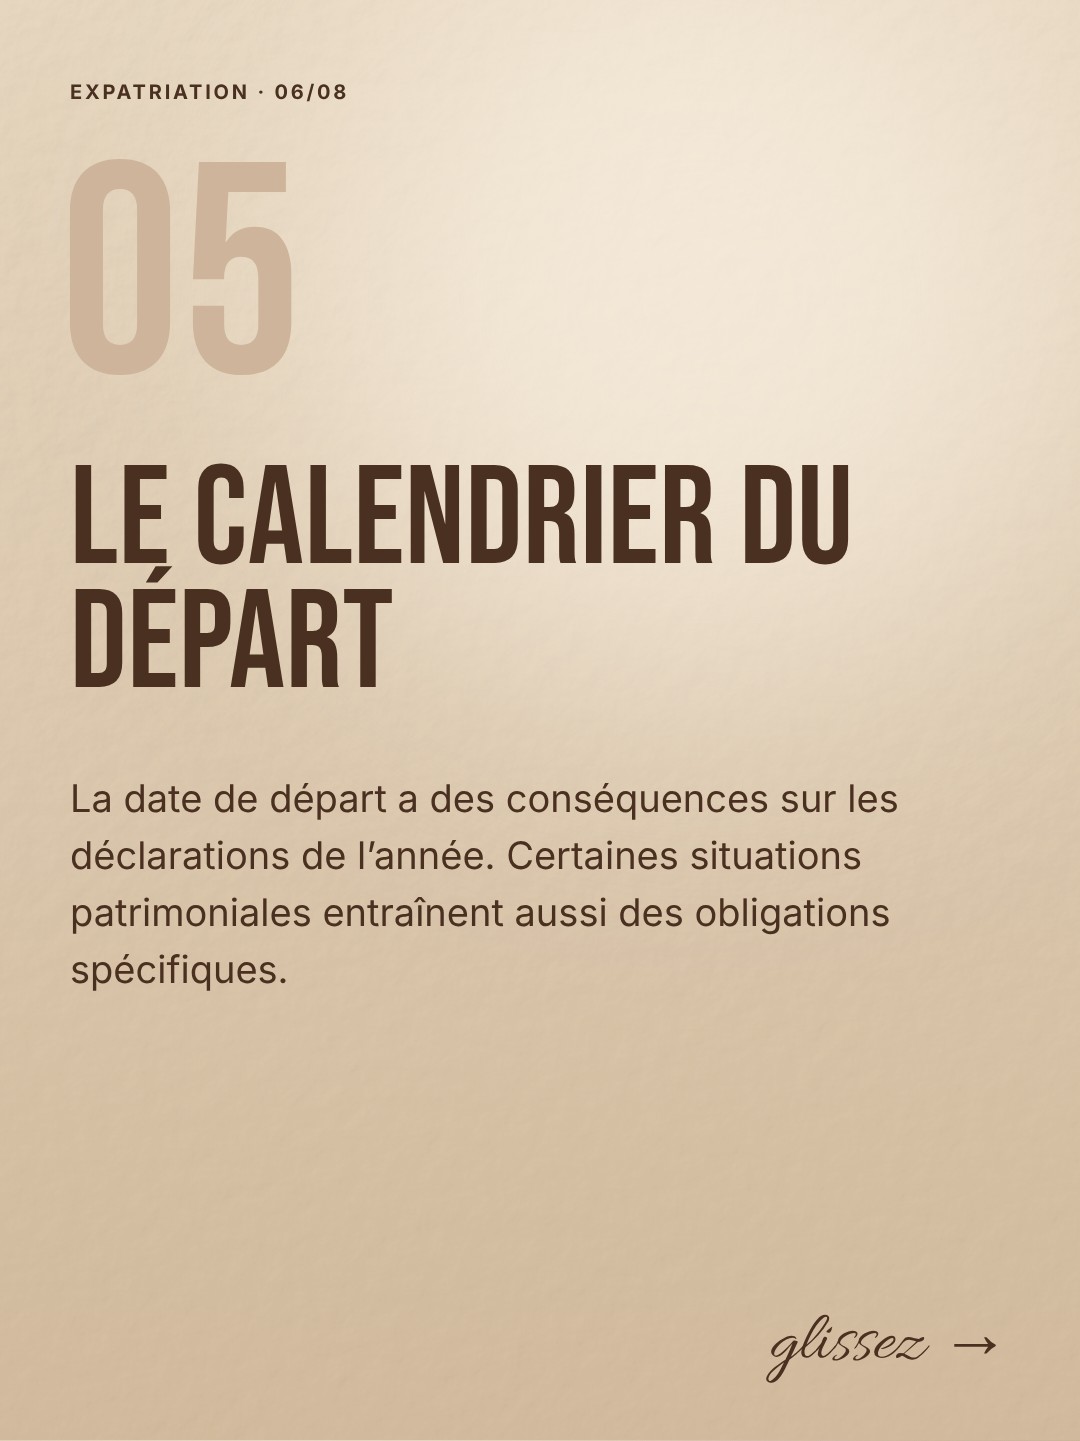 EXPATRIATION · 06/08
05
LE CALENDRIER DU
DÉPART
La date de départ a des conséquences sur les
déclarations de l’année. Certaines situations
patrimoniales entraînent aussi des obligations
spécifiques.
glissez →